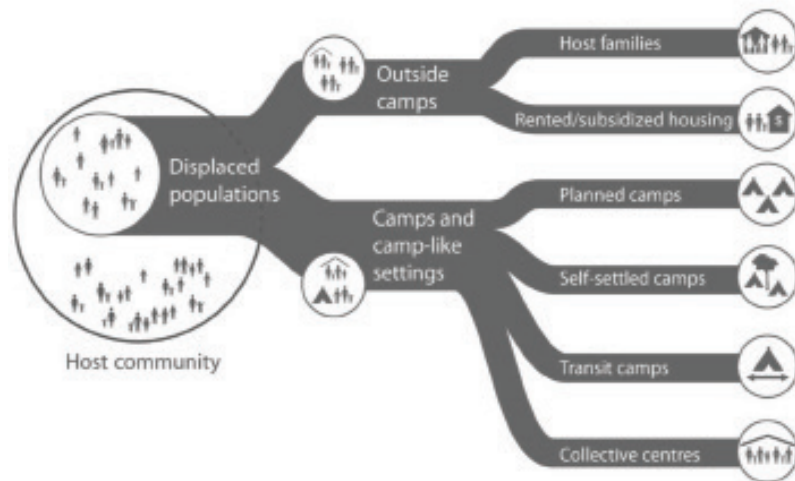 Displaced
populations
Host community
Outside
camps
Camps and
camp-like
settings
Host families
Rented/subsidized housing
$
Planned camps
Self-settled camps
Transit camps
Collective centres